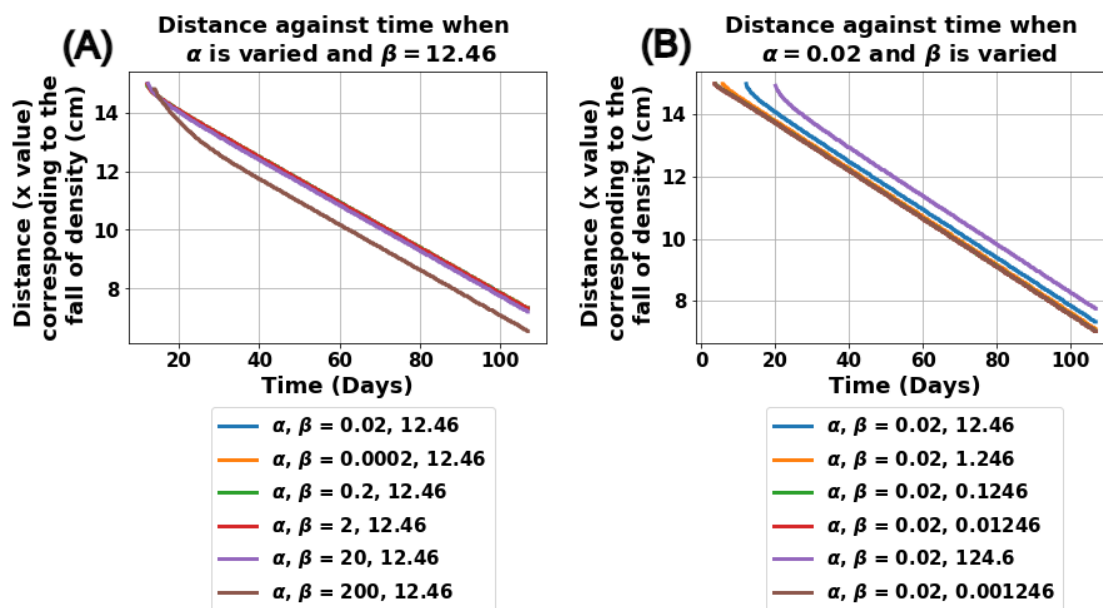 (A)
Distance against time when
α is varied and β = 12.46
Distance (x value)
corresponding to the
fall of density (cm)
14
12
10
8
20
40
60
80
100
Time (Days)
α, β = 0.02, 12.46
α, β = 0.0002, 12.46
α, β = 0.2, 12.46
α, β = 2, 12.46
α, β = 20, 12.46
α, β = 200, 12.46
(B)
Distance against time when
α = 0.02 and β is varied
Distance (x value)
corresponding to the
fall of density (cm)
14
12
10
8
0
20
40
60
80
100
Time (Days)
α, β = 0.02, 12.46
α, β = 0.02, 1.246
α, β = 0.02, 0.1246
α, β = 0.02, 0.01246
α, β = 0.02, 124.6
α, β = 0.02, 0.001246